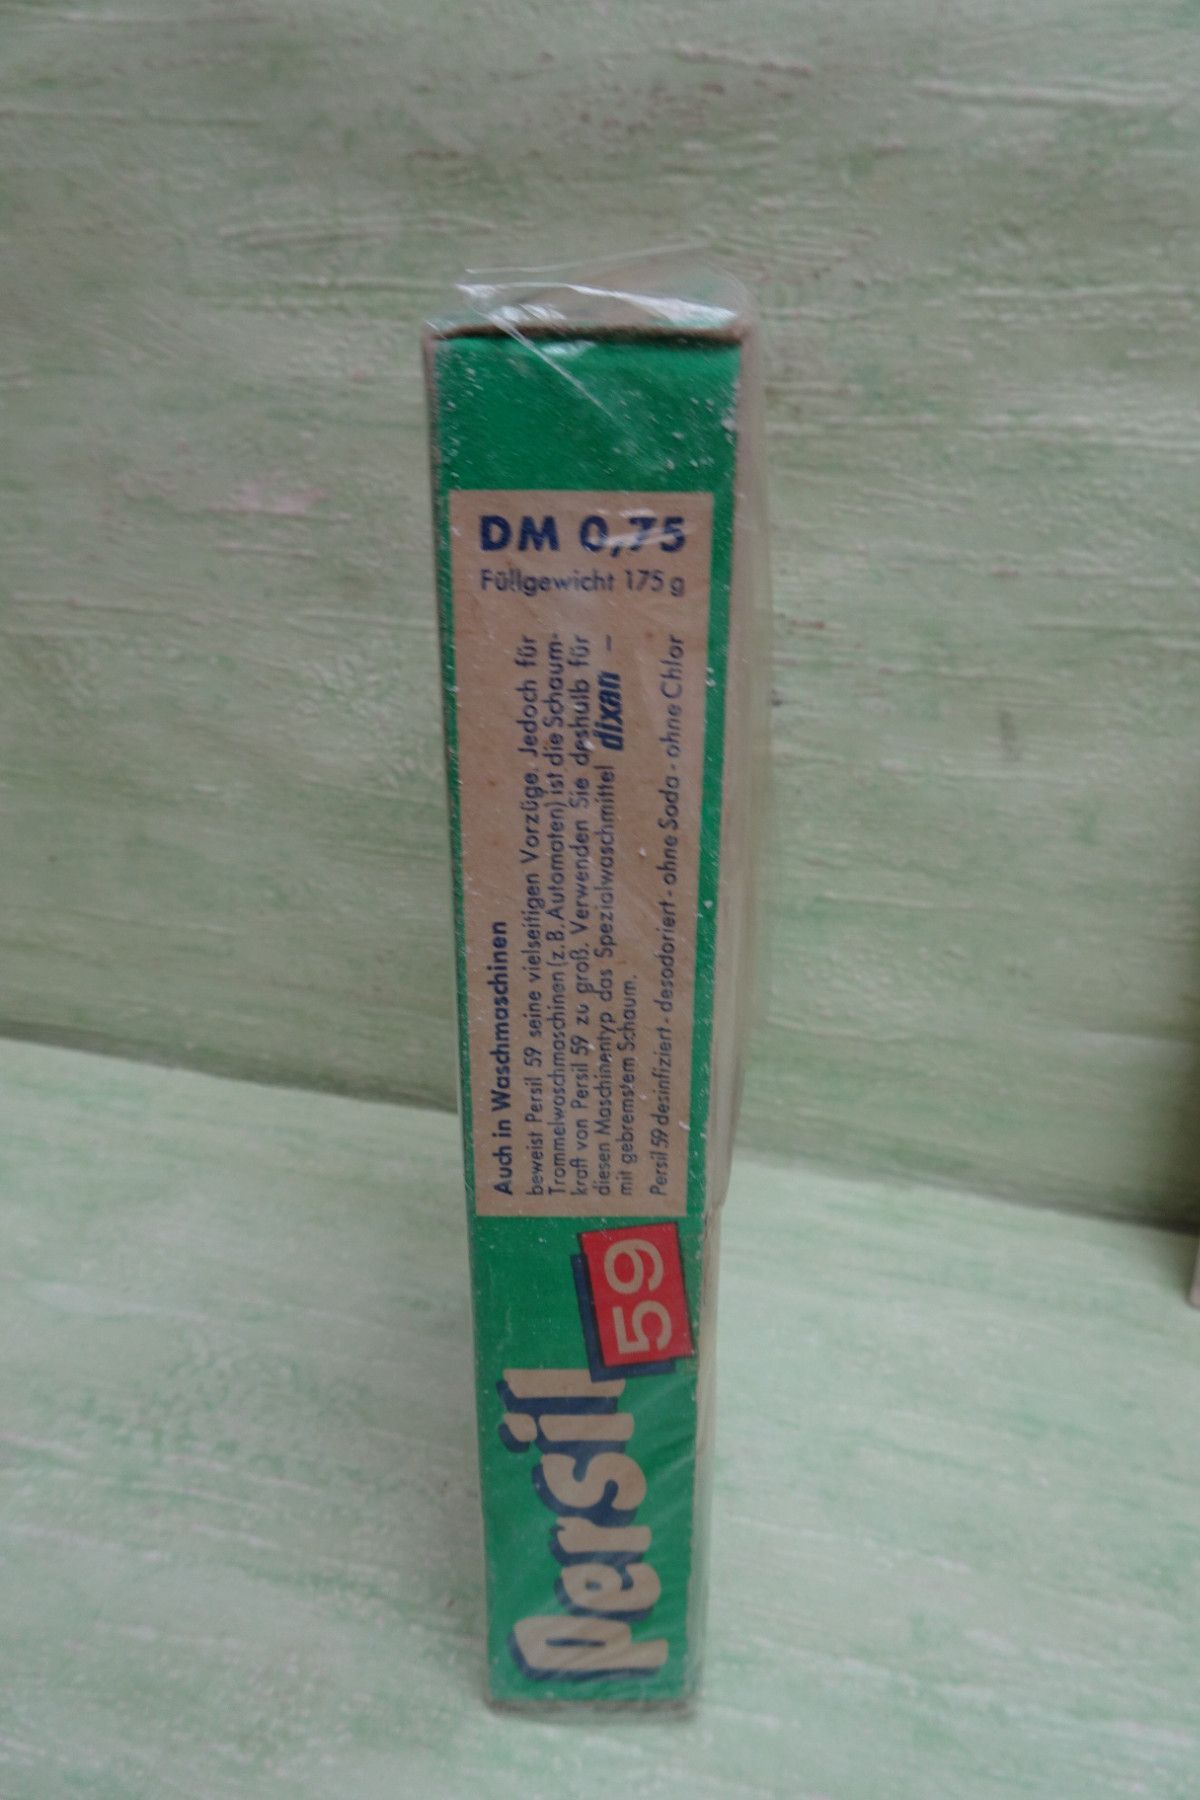 DM 0,75
Füllgewicht 175 g
Auch in Waschmaschinen
beweist Persil 59 seine vielseitigen Vorzüge. Jedoch für
Trommelwaschmaschinen (z. B. Automaten) ist die Schaum-
kraft von Persil 59 zu groß. Verwenden Sie deshalb für
diesen Maschinentyp das Spezialwaschmittel dixan –
mit gebremstem Schaum.
Persil 59 desinfiziert - desodoriert - ohne Soda - ohne Chlor
Persil 59